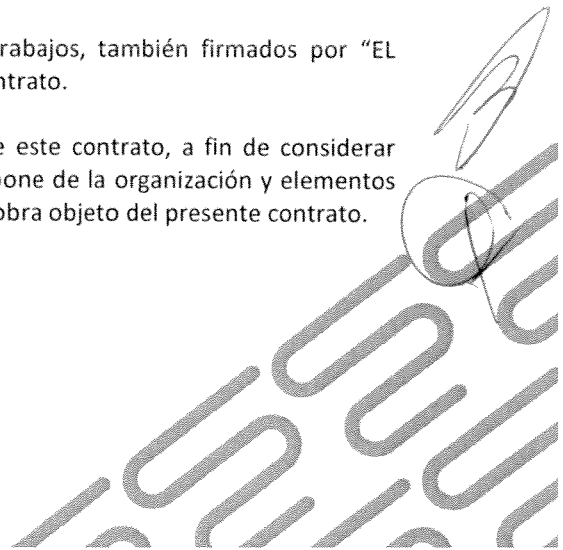 rabajos, también firmados por “EL
ntrato.
e este contrato, a fin de considerar
pone de la organización y elementos
obra objeto del presente contrato.